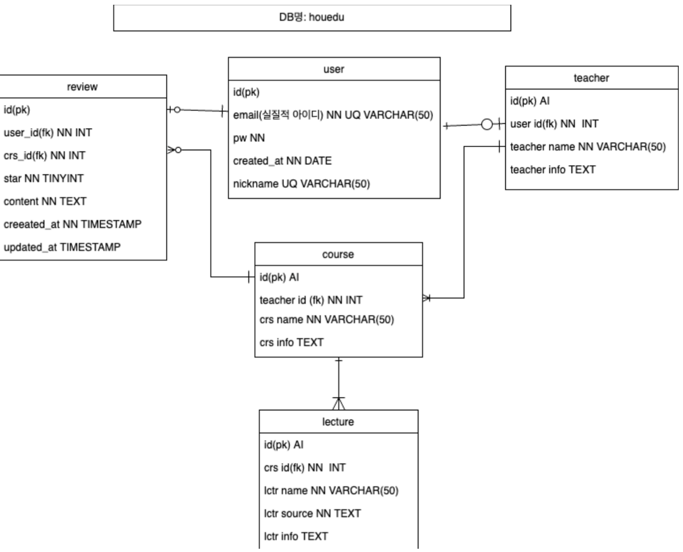 DB명: houedu
review
id(pk)
user_id(fk) NN INT
crs_id(fk) NN INT
star NN TINYINT
content NN TEXT
creeated_at NN TIMESTAMP
updated_at TIMESTAMP
user
id(pk)
email(실질적 아이디) NN UQ VARCHAR(50)
pw NN
created_at NN DATE
nickname UQ VARCHAR(50)
teacher
id(pk) AI
user id(fk) NN INT
teacher name NN VARCHAR(50)
teacher info TEXT
course
id(pk) AI
teacher id (fk) NN INT
crs name NN VARCHAR(50)
crs info TEXT
lecture
id(pk) AI
crs id(fk) NN INT
lctr name NN VARCHAR(50)
lctr source NN TEXT
lctr info TEXT